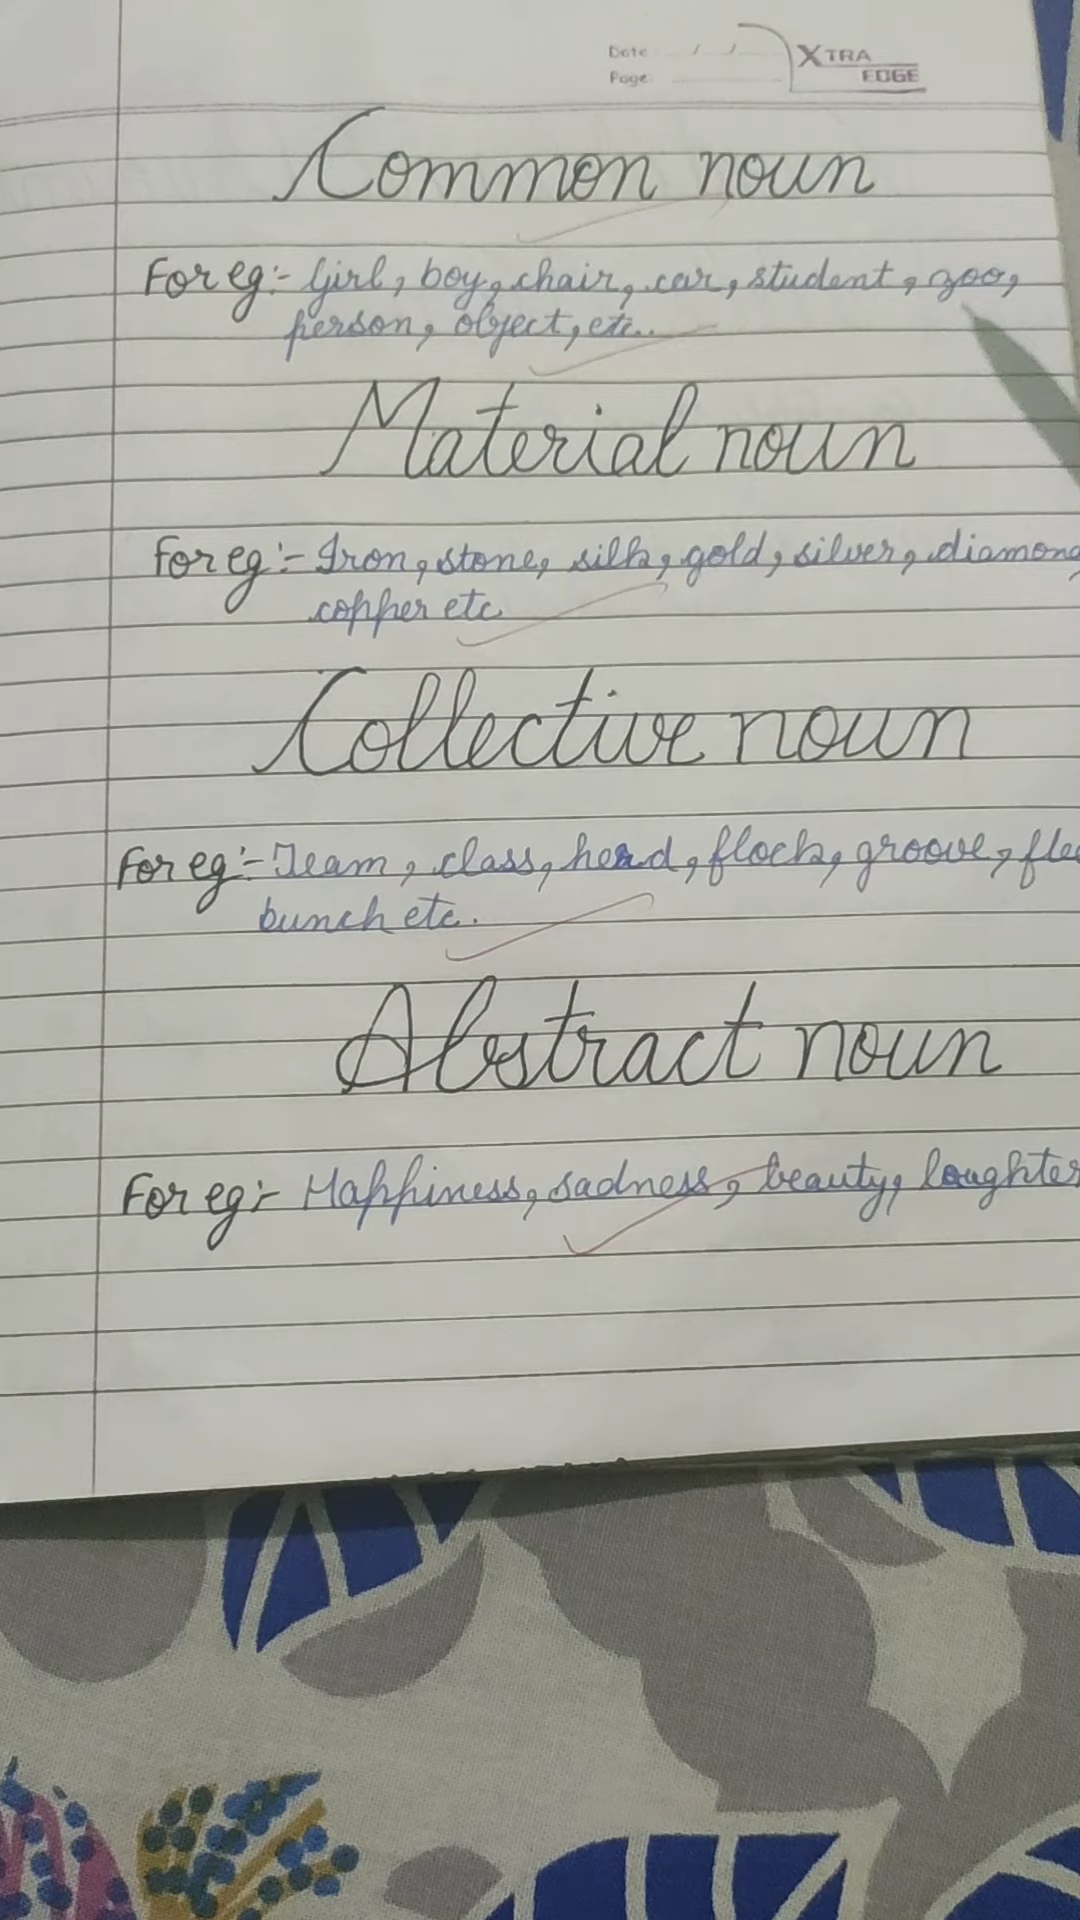 Date / /
Page
XTRA
EDGE
Common noun
For eg:- Girl, boy, chair, car, student, zoo,
person, object, etc..
Material noun
For eg:- Iron, stone, silk, gold, silver, diamond
copper etc
Collective noun
For eg:- Team, class, herd, flock, groove, flee
bunch etc.
Abstract noun
For eg:- Happiness, sadness, beauty, laughter